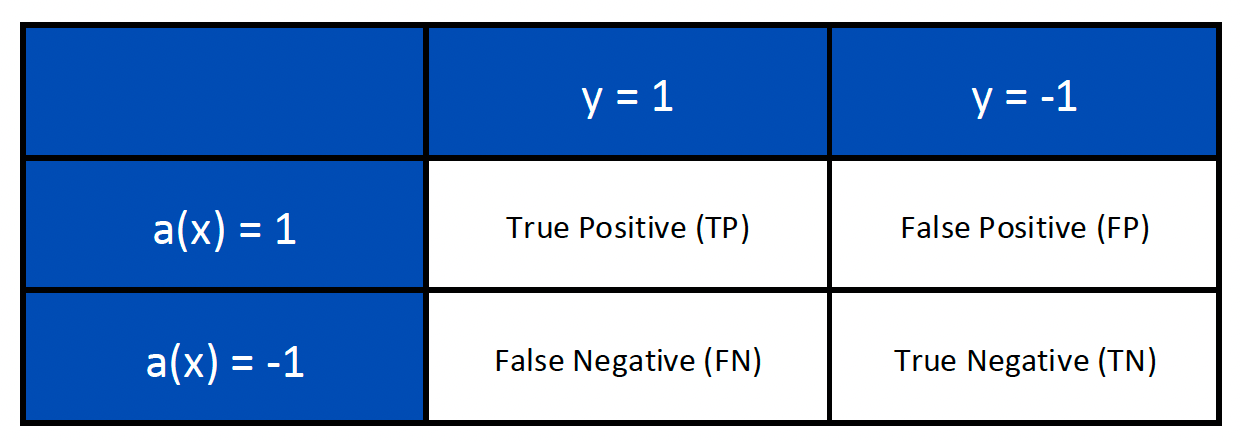 y = 1
y = -1
a(x) = 1
True Positive (TP)
False Positive (FP)
a(x) = -1
False Negative (FN)
True Negative (TN)